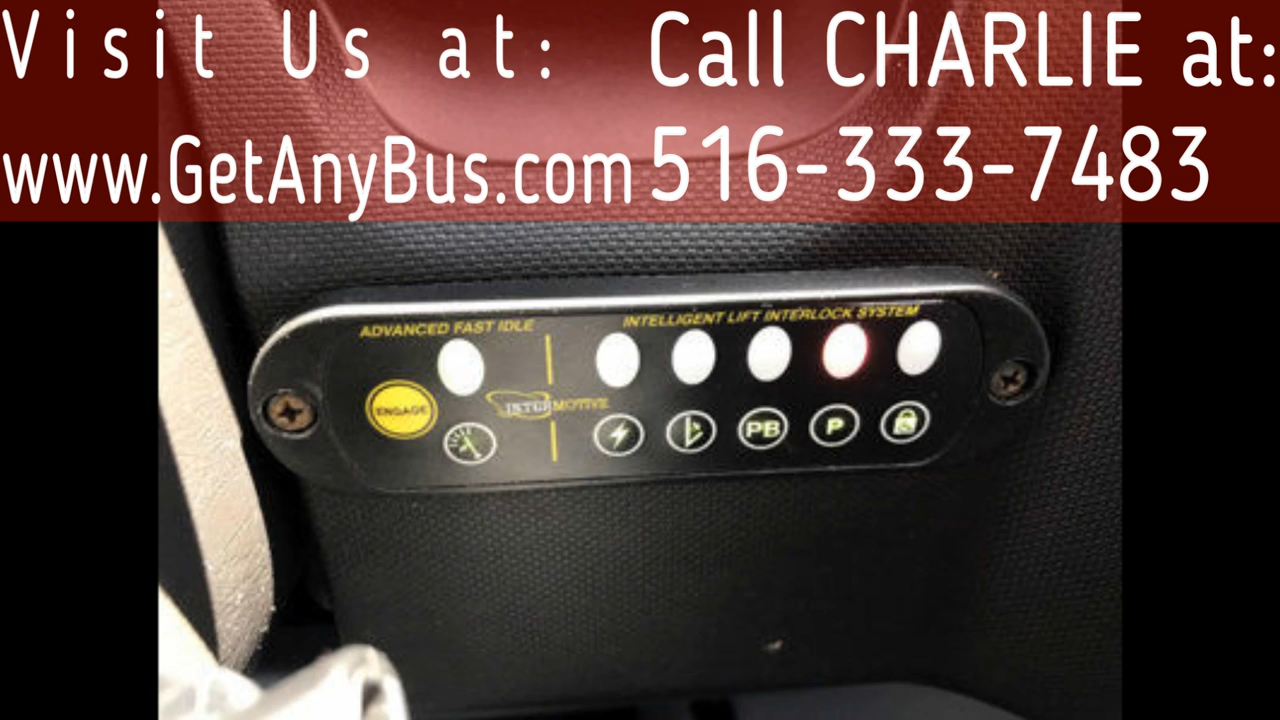 Visit Us at:
Call CHARLIE at:
www.GetAnyBus.com
516-333-7483
ADVANCED FAST IDLE
INTELLIGENT LIFT INTERLOCK SYSTEM
ENGAGE
INTERMOTIVE
PB
P